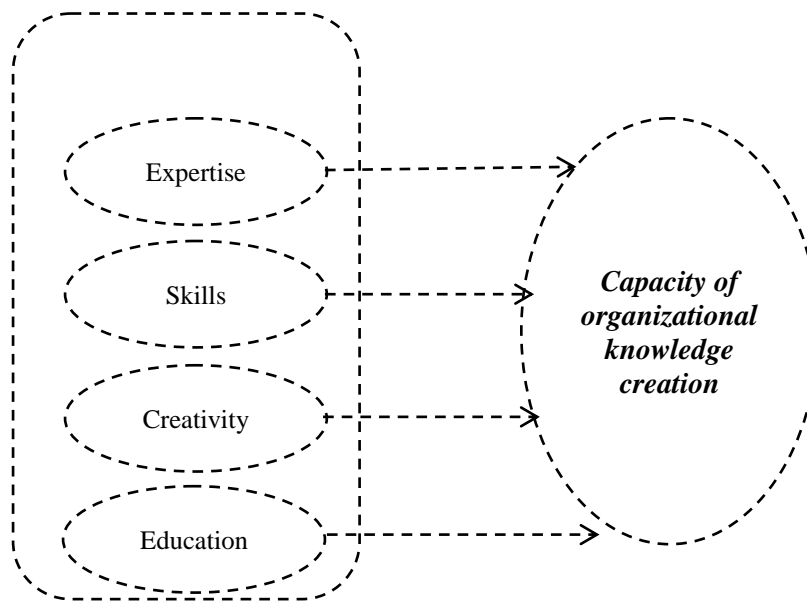 Expertise
Skills
Creativity
Education
Capacity of
organizational
knowledge
creation